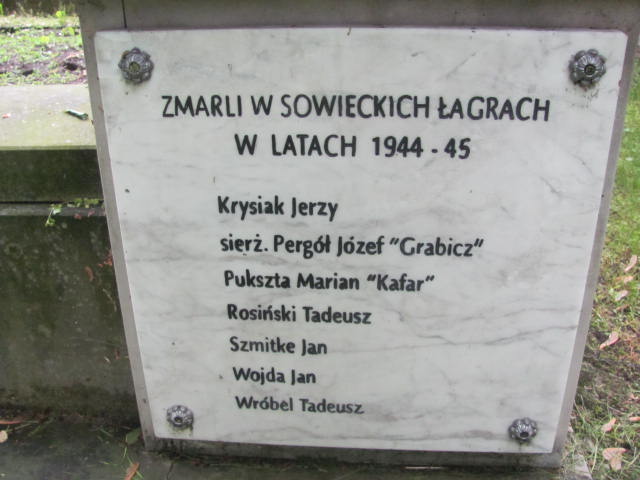 ZMARLI W SOWIECKICH ŁAGRACH
W LATACH 1944 - 45
Krysiak Jerzy
sierż. Pergół Józef "Grabicz"
Pukszta Marian "Kafar"
Rosiński Tadeusz
Szmitke Jan
Wojda Jan
Wróbel Tadeusz